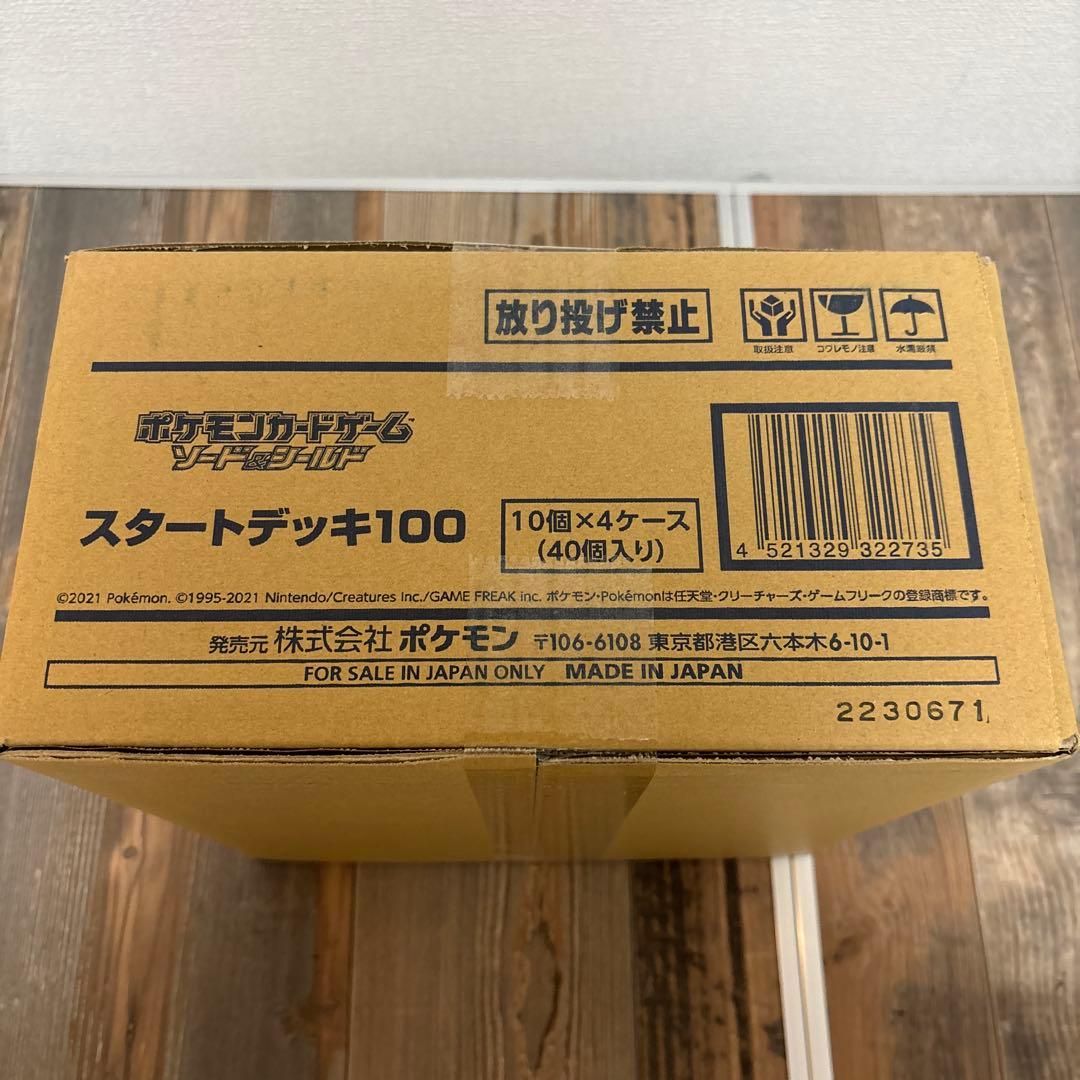 放り投げ禁止
取扱注意
コワレモノ注意
水濡厳禁
ポケモンカードゲーム™
ソード&シールド
スタートデッキ100
10個×4ケース
(40個入り)
4 521329 322735
©2021 Pokémon. ©1995-2021 Nintendo/Creatures Inc./GAME FREAK inc. ポケモン・Pokémonは任天堂・クリーチャーズ・ゲームフリークの登録商標です。
発売元 株式会社 ポケモン 〒106-6108 東京都港区六本木6-10-1
FOR SALE IN JAPAN ONLY MADE IN JAPAN
2230671